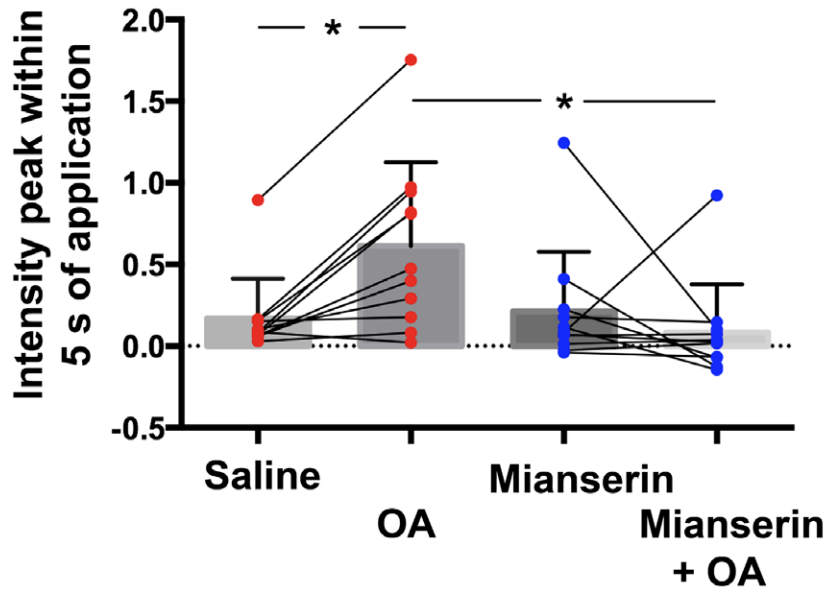 Intensity peak within
5 s of application
2.0
1.5
1.0
0.5
0.0
-0.5
*
*
Saline
OA
Mianserin
Mianserin
+ OA